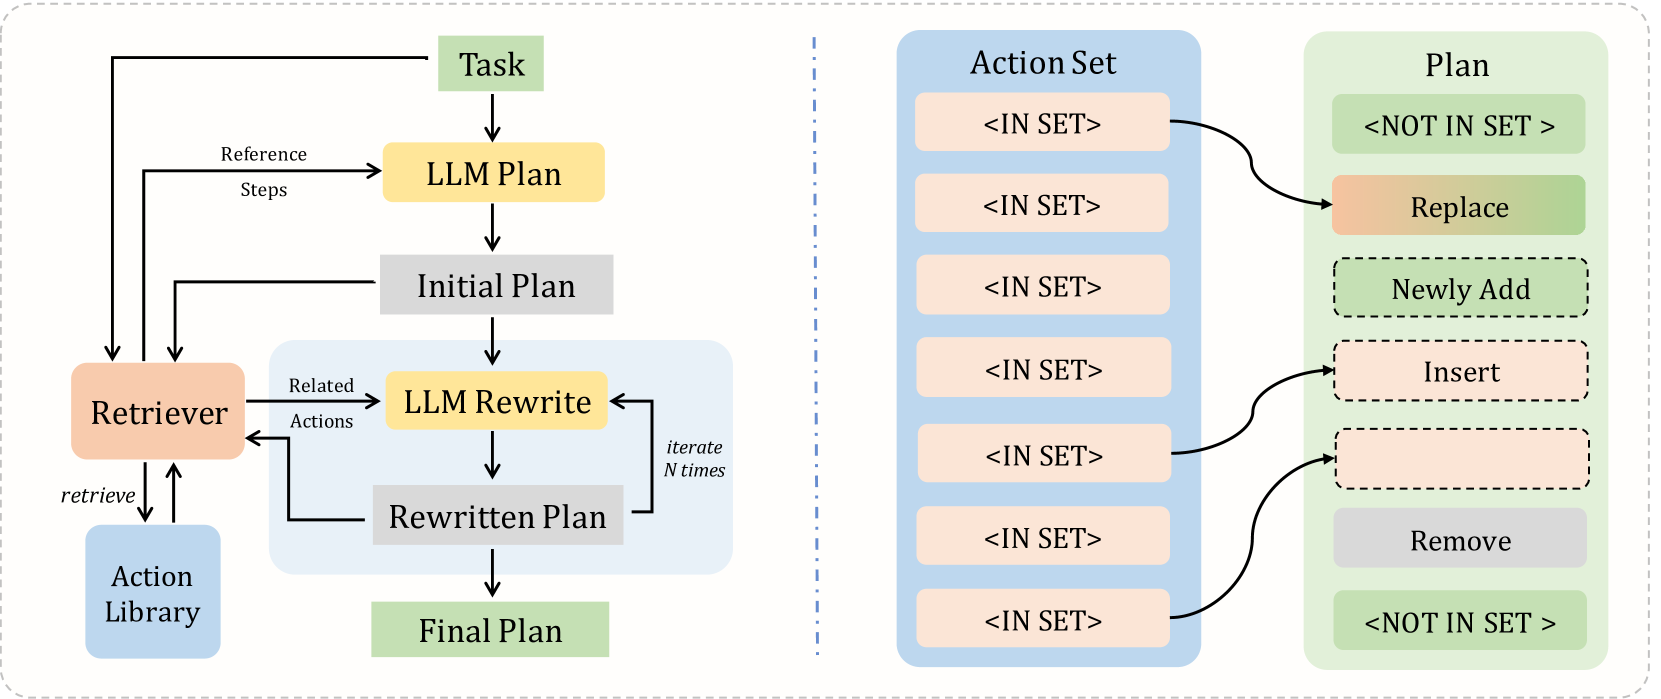 Task
Reference
Steps
LLM Plan
Initial Plan
Retriever
Related
Actions
LLM Rewrite
iterate
N times
retrieve
Rewritten Plan
Action
Library
Final Plan
Action Set
<IN SET>
<IN SET>
<IN SET>
<IN SET>
<IN SET>
<IN SET>
<IN SET>
Plan
<NOT IN SET >
Replace
Newly Add
Insert
Remove
<NOT IN SET >